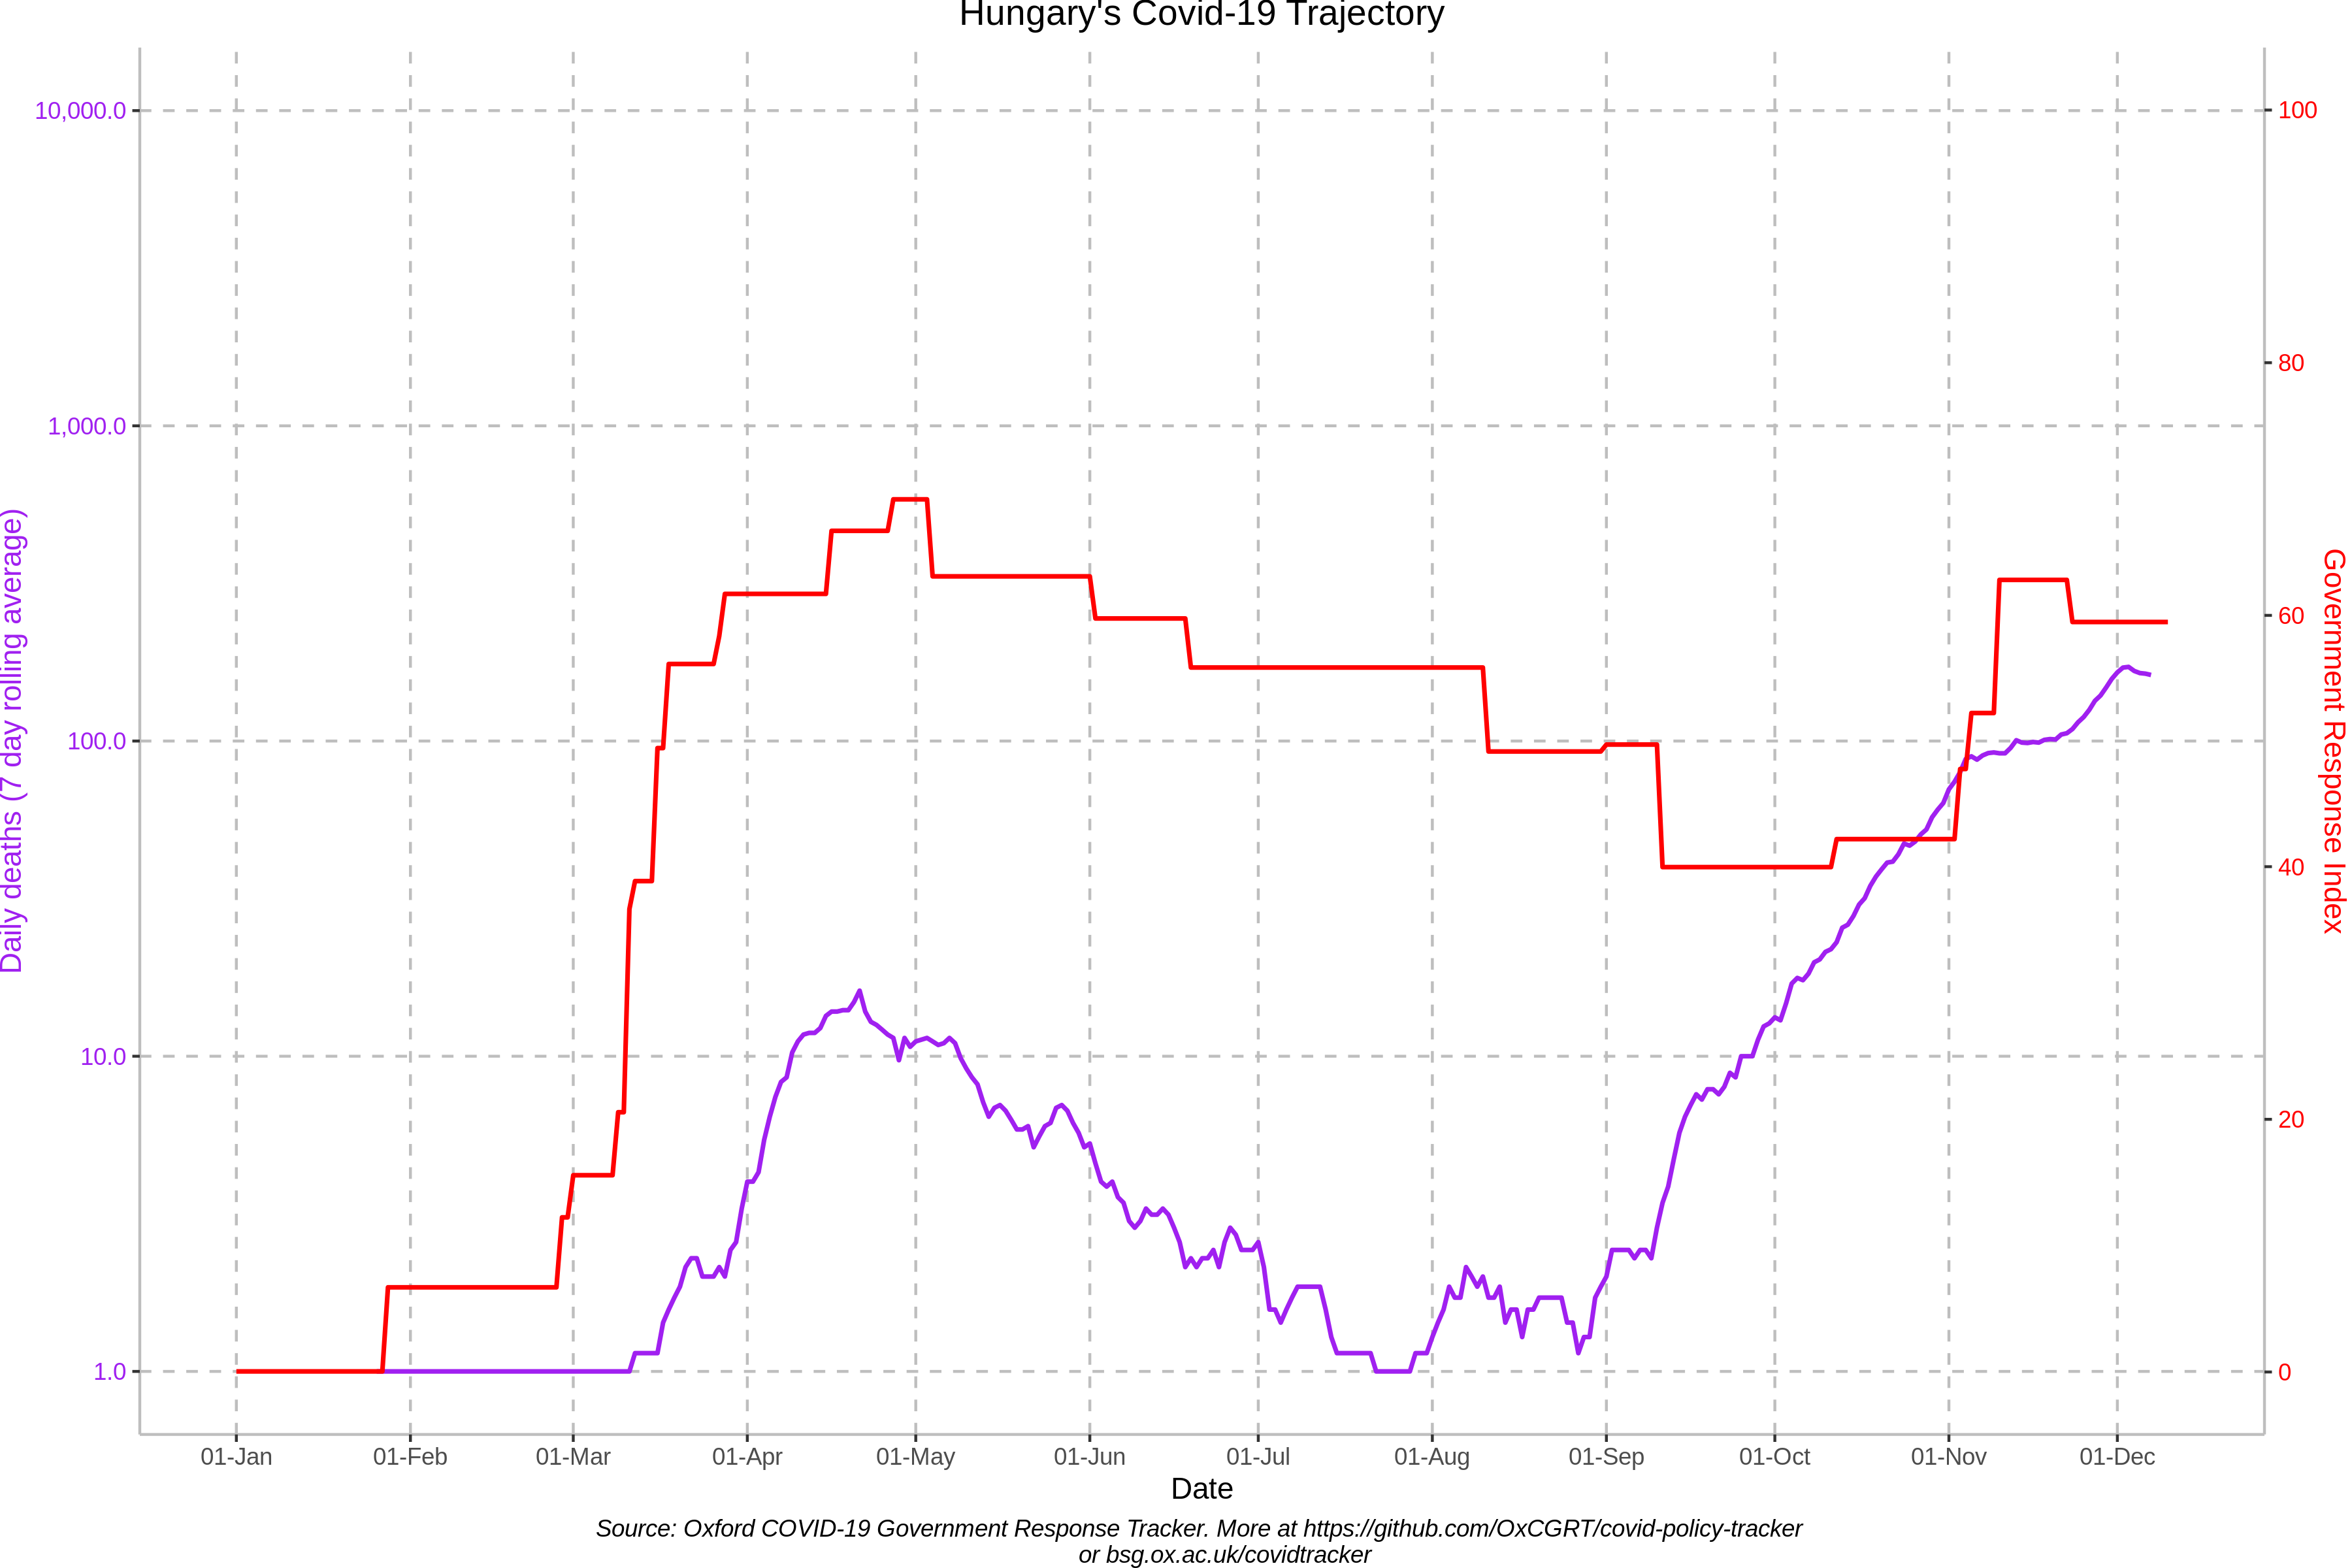 Hungary's Covid-19 Trajectory
10,000.0
1,000.0
100.0
10.0
1.0
Daily deaths (7 day rolling average)
100
80
60
40
20
0
Government Response Index
01-Jan 01-Feb 01-Mar 01-Apr 01-May 01-Jun 01-Jul 01-Aug 01-Sep 01-Oct 01-Nov 01-Dec
Date
Source: Oxford COVID-19 Government Response Tracker. More at https://github.com/OxCGRT/covid-policy-tracker
or bsg.ox.ac.uk/covidtracker